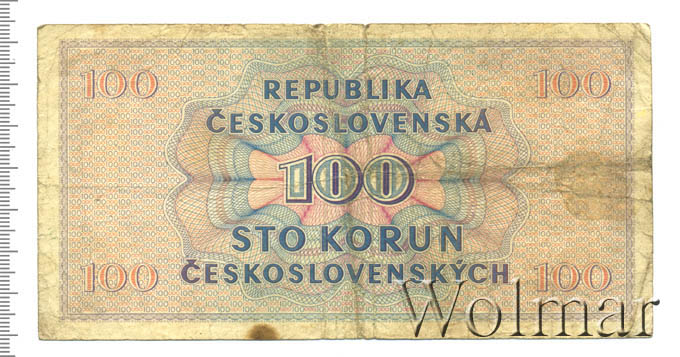 100 100
REPUBLIKA
ČESKOSLOVENSKÁ
100
STO KORUN
ČESKOSLOVENSKÝCH
100 100
Wolmar